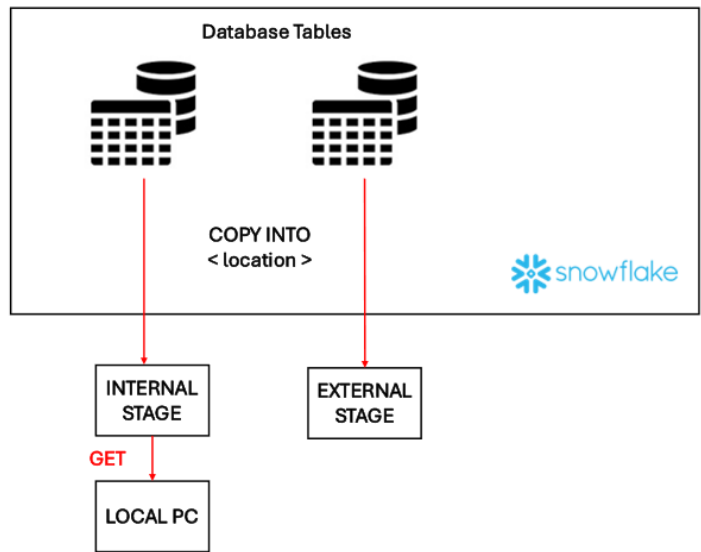 Database Tables
COPY INTO
< location >
snowflake
INTERNAL
STAGE
EXTERNAL
STAGE
GET
LOCAL PC